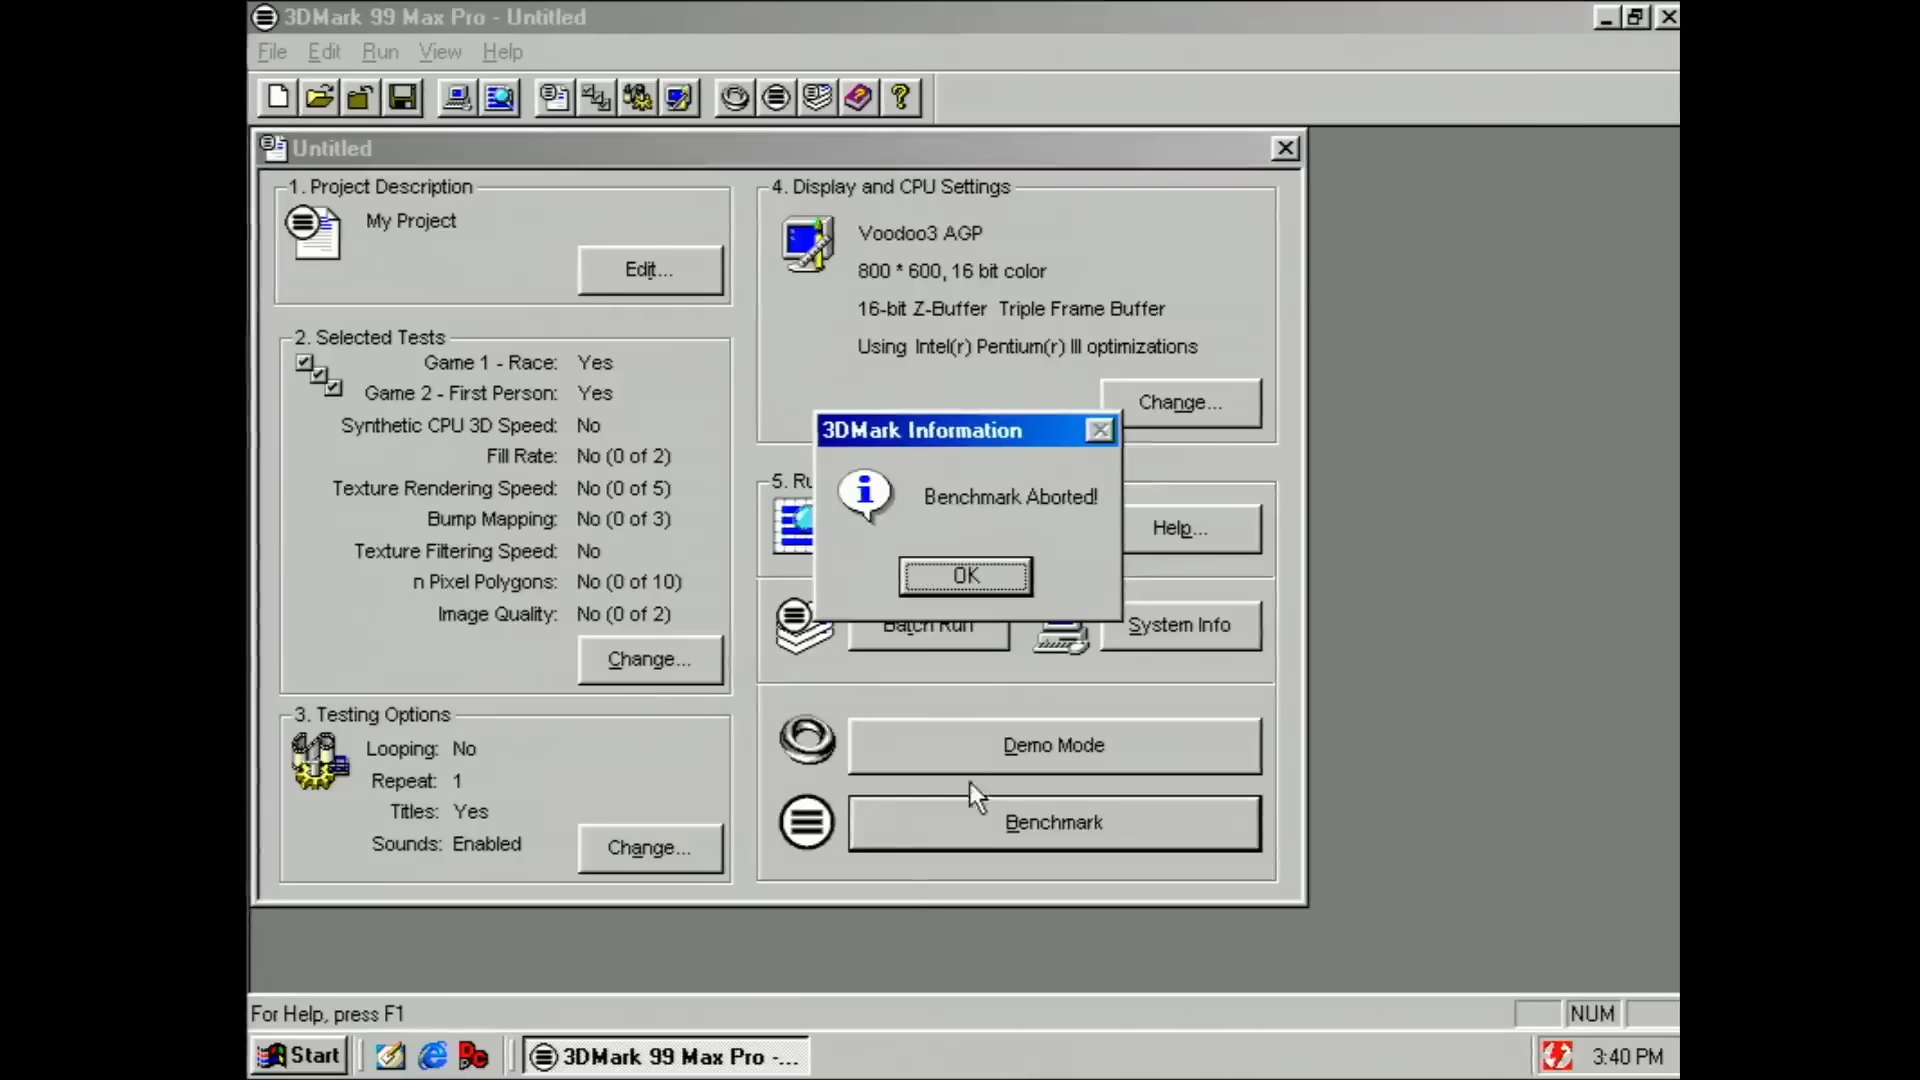 3DMark 99 Max Pro - Untitled
File Edit Run View Help
Untitled
1. Project Description
My Project
Edit...
2. Selected Tests
Game 1 - Race: Yes
Game 2 - First Person: Yes
Synthetic CPU 3D Speed: No
Fill Rate: No (0 of 2)
Texture Rendering Speed: No (0 of 5)
Bump Mapping: No (0 of 3)
Texture Filtering Speed: No
n Pixel Polygons: No (0 of 10)
Image Quality: No (0 of 2)
Change...
3. Testing Options
Looping: No
Repeat: 1
Titles: Yes
Sounds: Enabled
Change...
4. Display and CPU Settings
Voodoo3 AGP
800 * 600, 16 bit color
16-bit Z-Buffer Triple Frame Buffer
Using Intel(r) Pentium(r) III optimizations
Change...
3DMark Information
Benchmark Aborted!
OK
5. Ru
Help...
Batch Run
System Info
Demo Mode
Benchmark
For Help, press F1
NUM
Start
3DMark 99 Max Pro -...
3:40 PM